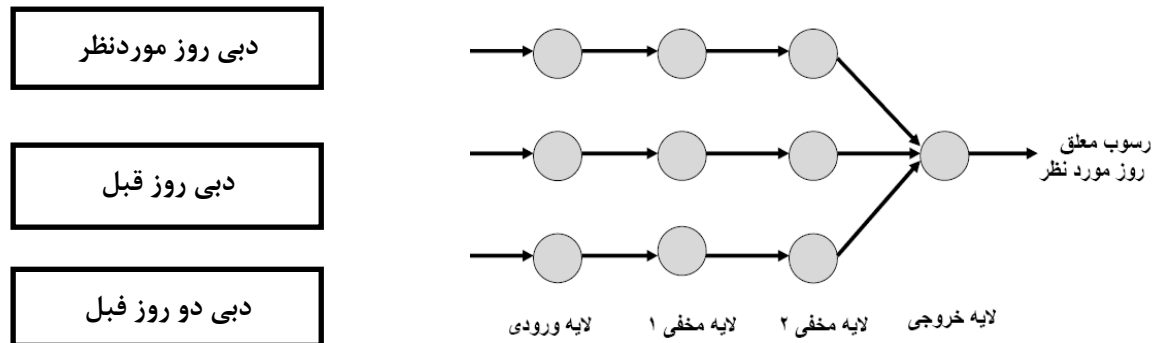 دبی روز موردنظر
دبی روز قبل
دبی دو روز فبل
رسوب معلق
روز مورد نظر
لایه ورودی
لایه مخفی ۱
لایه مخفی ۲
لایه خروجی